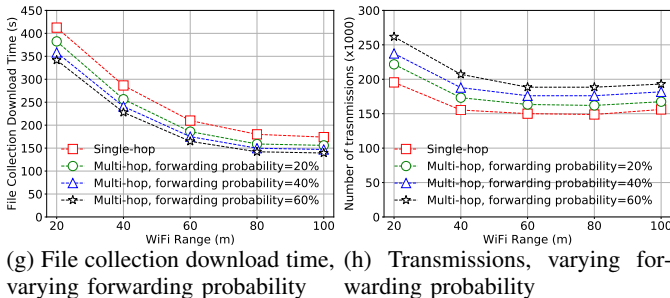 File Collection Download Time (s)
450
400
350
300
250
200
150
100
50
0
Single-hop
Multi-hop, forwarding probability=20%
Multi-hop, forwarding probability=40%
Multi-hop, forwarding probability=60%
20 40 60 80 100
WiFi Range (m)
(g) File collection download time,
varying forwarding probability
Number of trasnmissions (x1000)
300
250
200
150
100
50
0
Single-hop
Multi-hop, forwarding probability=20%
Multi-hop, forwarding probability=40%
Multi-hop, forwarding probability=60%
20 40 60 80 100
WiFi Range (m)
(h) Transmissions, varying for-
warding probability